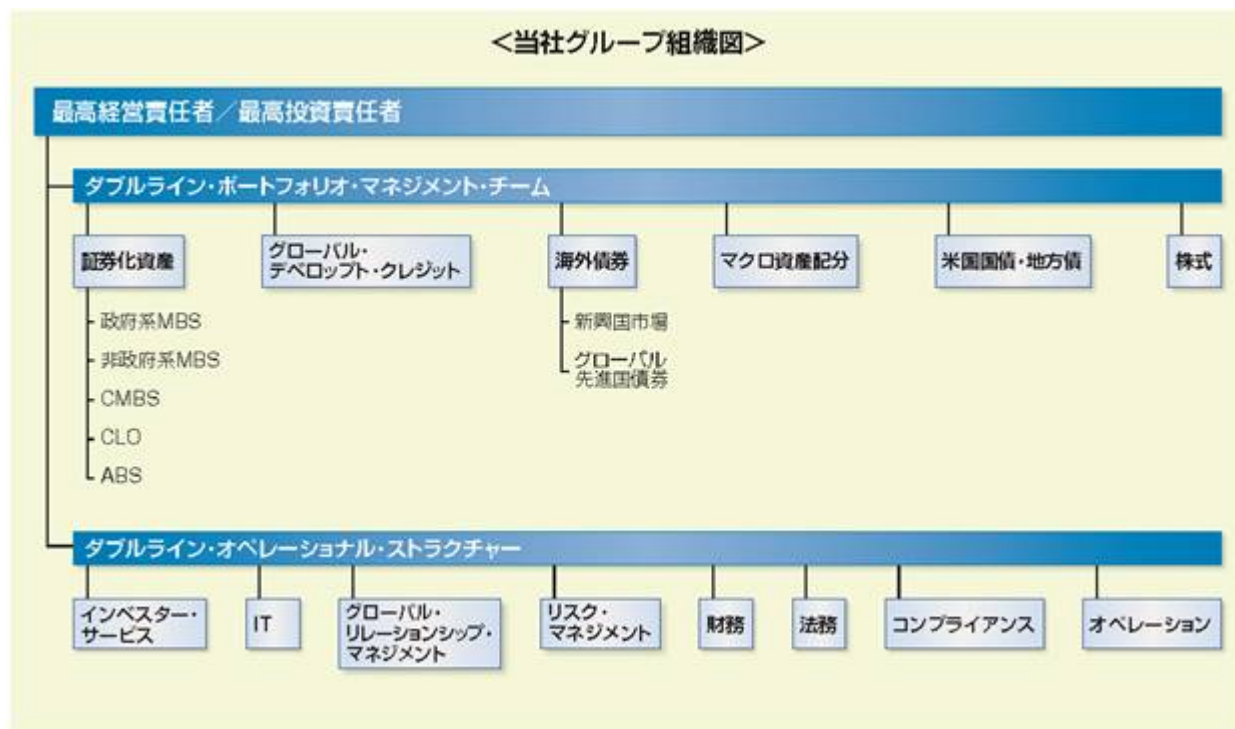 <当社グループ組織図>
最高経営責任者／最高投資責任者
ダブルライン・ポートフォリオ・マネジメント・チーム
証券化資産
グローバル・
デベロップト・クレジット
海外債券
マクロ資産配分
米国国債・地方債
株式
政府系MBS
非政府系MBS
CMBS
CLO
ABS
新興国市場
グローバル
先進国債券
ダブルライン・オペレーショナル・ストラクチャー
インベスター・
サービス
IT
グローバル・
リレーションシップ・
マネジメント
リスク・
マネジメント
財務
法務
コンプライアンス
オペレーション